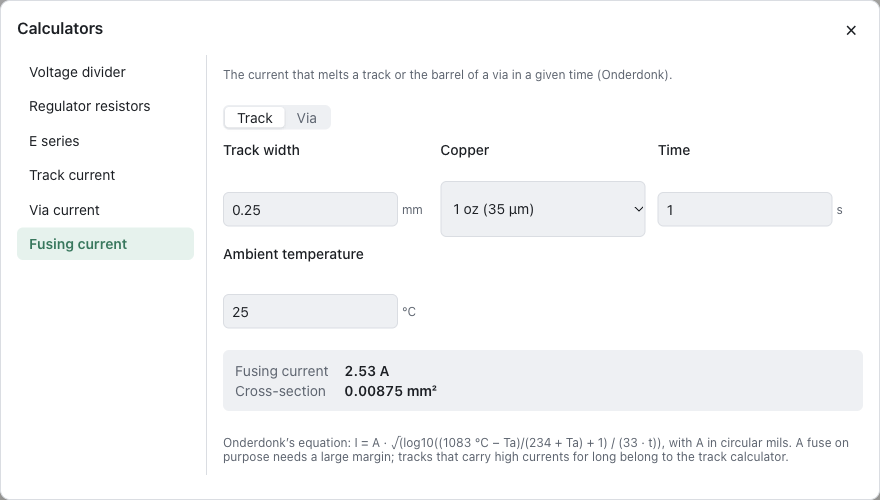 Calculators
×
Voltage divider
Regulator resistors
E series
Track current
Via current
Fusing current
The current that melts a track or the barrel of a via in a given time (Onderdonk).
Track Via
Track width Copper Time
0.25 mm 1 oz (35 µm) 1 s
Ambient temperature
25 °C
Fusing current 2.53 A
Cross-section 0.00875 mm²
Onderdonk's equation: I = A · √(log10((1083 °C − Ta)/(234 + Ta) + 1) / (33 · t)), with A in circular mils. A fuse on
purpose needs a large margin; tracks that carry high currents for long belong to the track calculator.